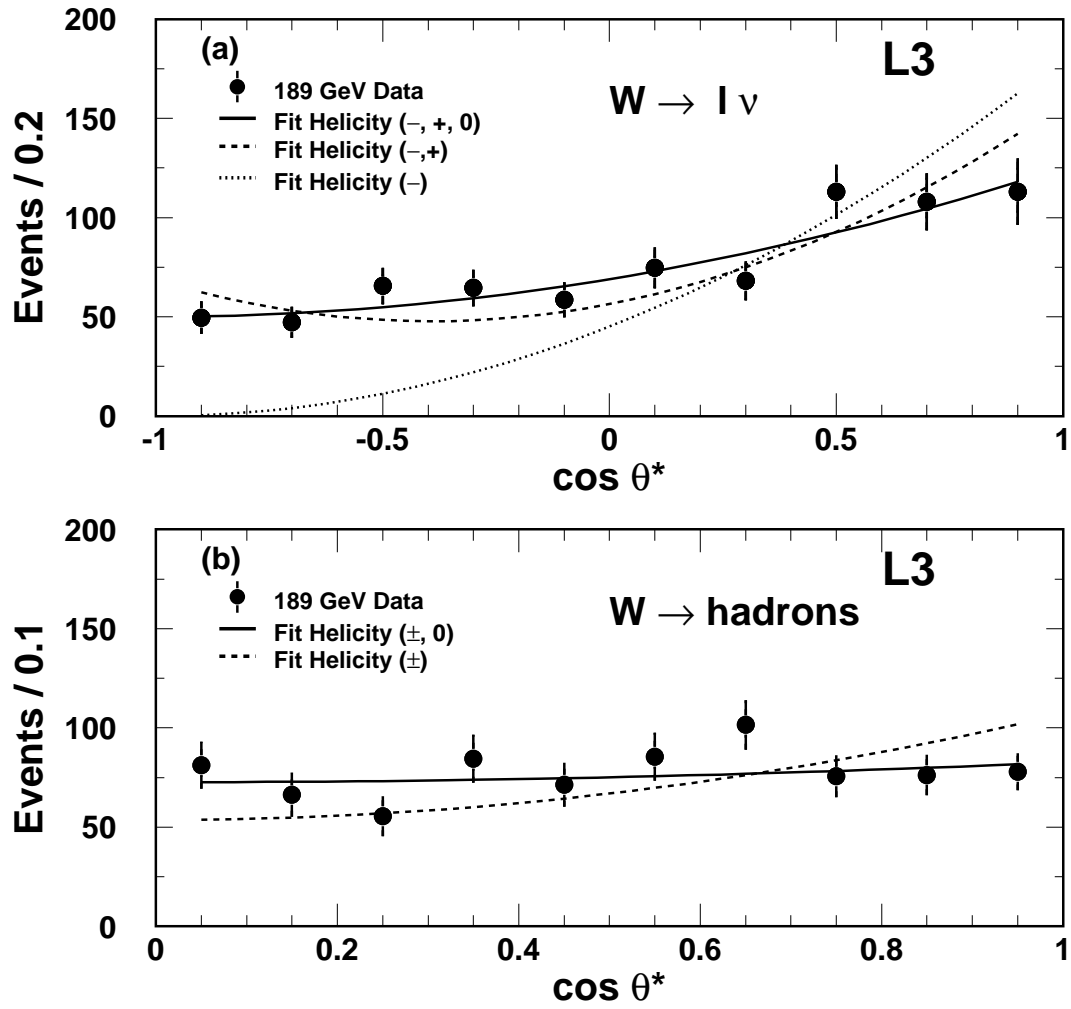 200
150
100
50
0
Events / 0.2
(a)
189 GeV Data
Fit Helicity (−, +, 0)
Fit Helicity (−,+)
Fit Helicity (−)
L3
W → l ν
-1 -0.5 0 0.5 1
cos θ*
200
150
100
50
0
Events / 0.1
(b)
189 GeV Data
Fit Helicity (±, 0)
Fit Helicity (±)
L3
W → hadrons
0 0.2 0.4 0.6 0.8 1
cos θ*